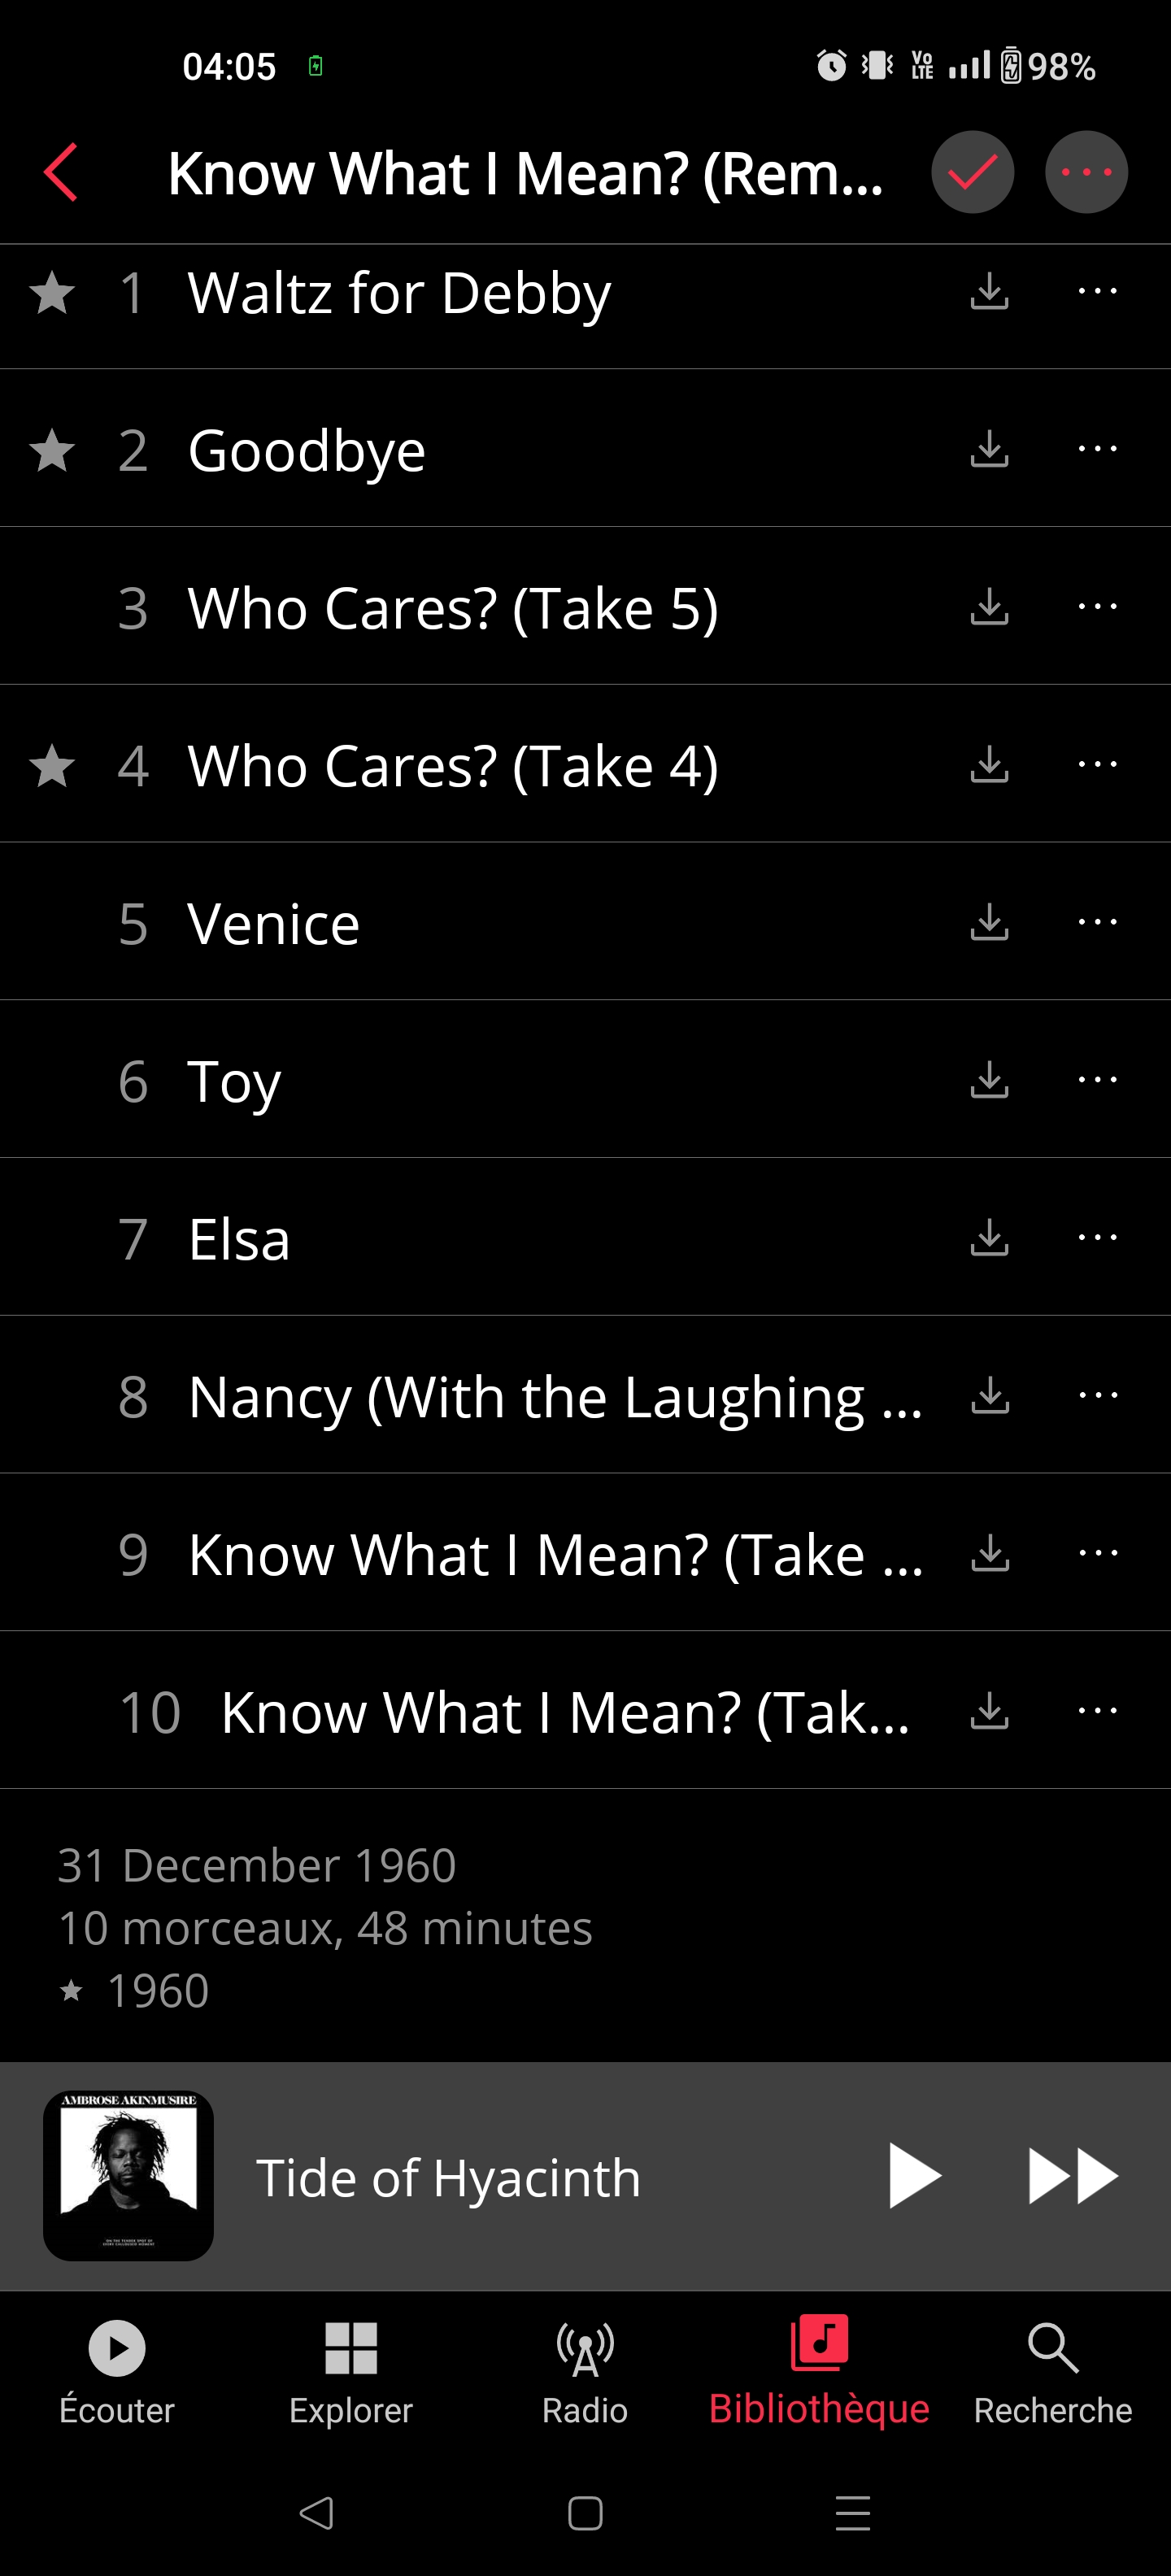 04:05
Vo LTE 98%
Know What I Mean? (Rem...
1 Waltz for Debby
2 Goodbye
3 Who Cares? (Take 5)
4 Who Cares? (Take 4)
5 Venice
6 Toy
7 Elsa
8 Nancy (With the Laughing ...
9 Know What I Mean? (Take ...
10 Know What I Mean? (Tak...
31 December 1960
10 morceaux, 48 minutes
1960
AMBROSE AKINMUSIRE
Tide of Hyacinth
Écouter Explorer Radio Bibliothèque Recherche